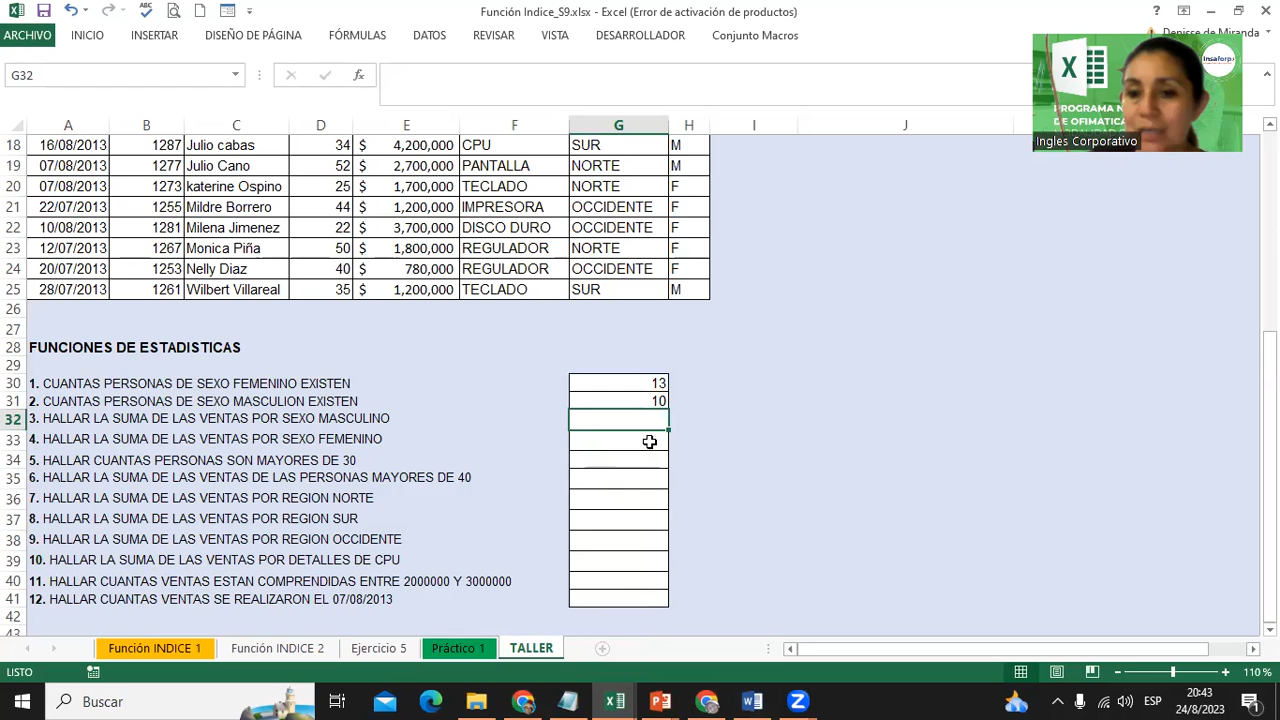 Función Indice_S9.xlsx - Excel (Error de activación de productos)
ARCHIVO INICIO INSERTAR DISEÑO DE PÁGINA FÓRMULAS DATOS REVISAR VISTA DESARROLLADOR Conjunto Macros Denisse de Miranda
G32 fx
Insaforp
PROGRAMA N
DE OFIMATICA
Ingles Corporativo
A B C D E F G H I J
18 16/08/2013 1287 Julio cabas 34 $ 4,200,000 CPU SUR M
19 07/08/2013 1277 Julio Cano 52 $ 2,700,000 PANTALLA NORTE M
20 07/08/2013 1273 katerine Ospino 25 $ 1,700,000 TECLADO NORTE F
21 22/07/2013 1255 Mildre Borrero 44 $ 1,200,000 IMPRESORA OCCIDENTE F
22 10/08/2013 1281 Milena Jimenez 22 $ 3,700,000 DISCO DURO OCCIDENTE F
23 12/07/2013 1267 Monica Piña 50 $ 1,800,000 REGULADOR NORTE F
24 20/07/2013 1253 Nelly Diaz 40 $ 780,000 REGULADOR OCCIDENTE F
25 28/07/2013 1261 Wilbert Villareal 35 $ 1,200,000 TECLADO SUR M
26
27
28 FUNCIONES DE ESTADISTICAS
29
30 1. CUANTAS PERSONAS DE SEXO FEMENINO EXISTEN 13
31 2. CUANTAS PERSONAS DE SEXO MASCULION EXISTEN 10
32 3. HALLAR LA SUMA DE LAS VENTAS POR SEXO MASCULINO
33 4. HALLAR LA SUMA DE LAS VENTAS POR SEXO FEMENINO
34 5. HALLAR CUANTAS PERSONAS SON MAYORES DE 30
35 6. HALLAR LA SUMA DE LAS VENTAS DE LAS PERSONAS MAYORES DE 40
36 7. HALLAR LA SUMA DE LAS VENTAS POR REGION NORTE
37 8. HALLAR LA SUMA DE LAS VENTAS POR REGION SUR
38 9. HALLAR LA SUMA DE LAS VENTAS POR REGION OCCIDENTE
39 10. HALLAR LA SUMA DE LAS VENTAS POR DETALLES DE CPU
40 11. HALLAR CUANTAS VENTAS ESTAN COMPRENDIDAS ENTRE 2000000 Y 3000000
41 12. HALLAR CUANTAS VENTAS SE REALIZARON EL 07/08/2013
42
43
Función INDICE 1 Función INDICE 2 Ejercicio 5 Práctico 1 TALLER
LISTO 110 %
Buscar ESP 20:43
24/8/2023